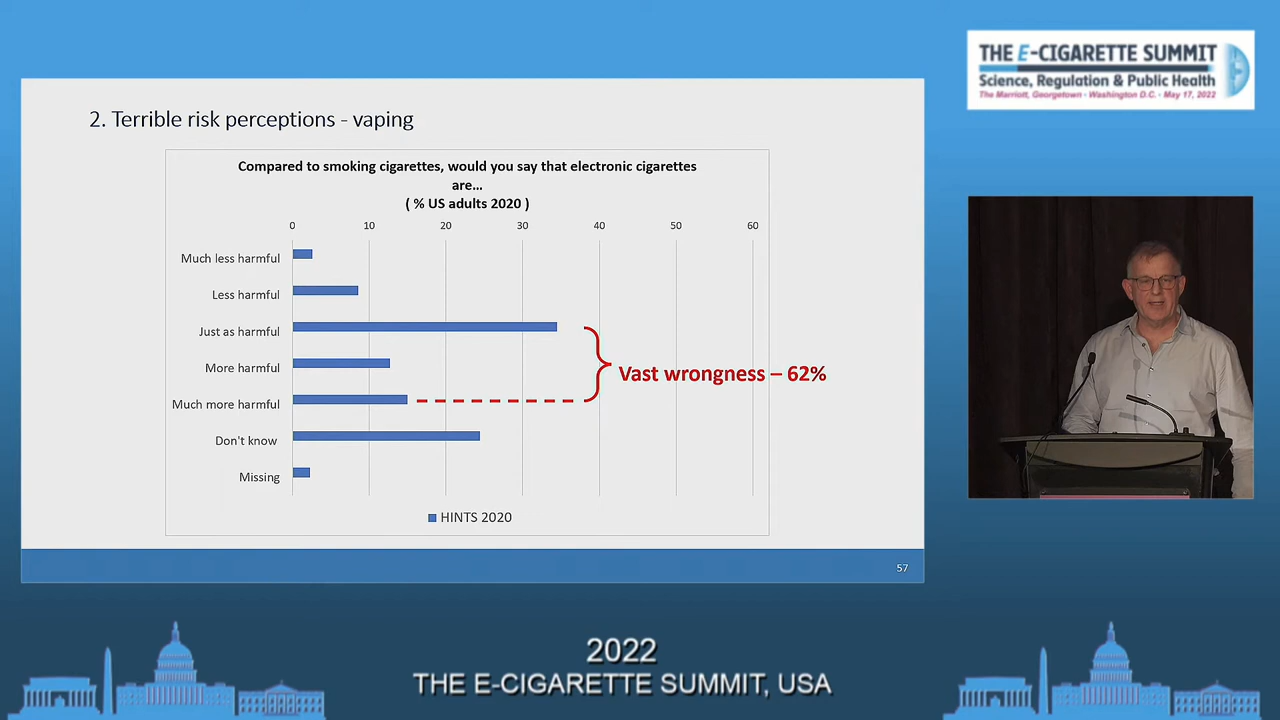 THE E-CIGARETTE SUMMIT
Science, Regulation & Public Health
The Marriott, Georgetown - Washington D.C. - May 17, 2022
2. Terrible risk perceptions - vaping
Compared to smoking cigarettes, would you say that electronic cigarettes
are...
( % US adults 2020 )
0 10 20 30 40 50 60
Much less harmful
Less harmful
Just as harmful
More harmful
Vast wrongness – 62%
Much more harmful
Don't know
Missing
HINTS 2020
57
2022
THE E-CIGARETTE SUMMIT, USA